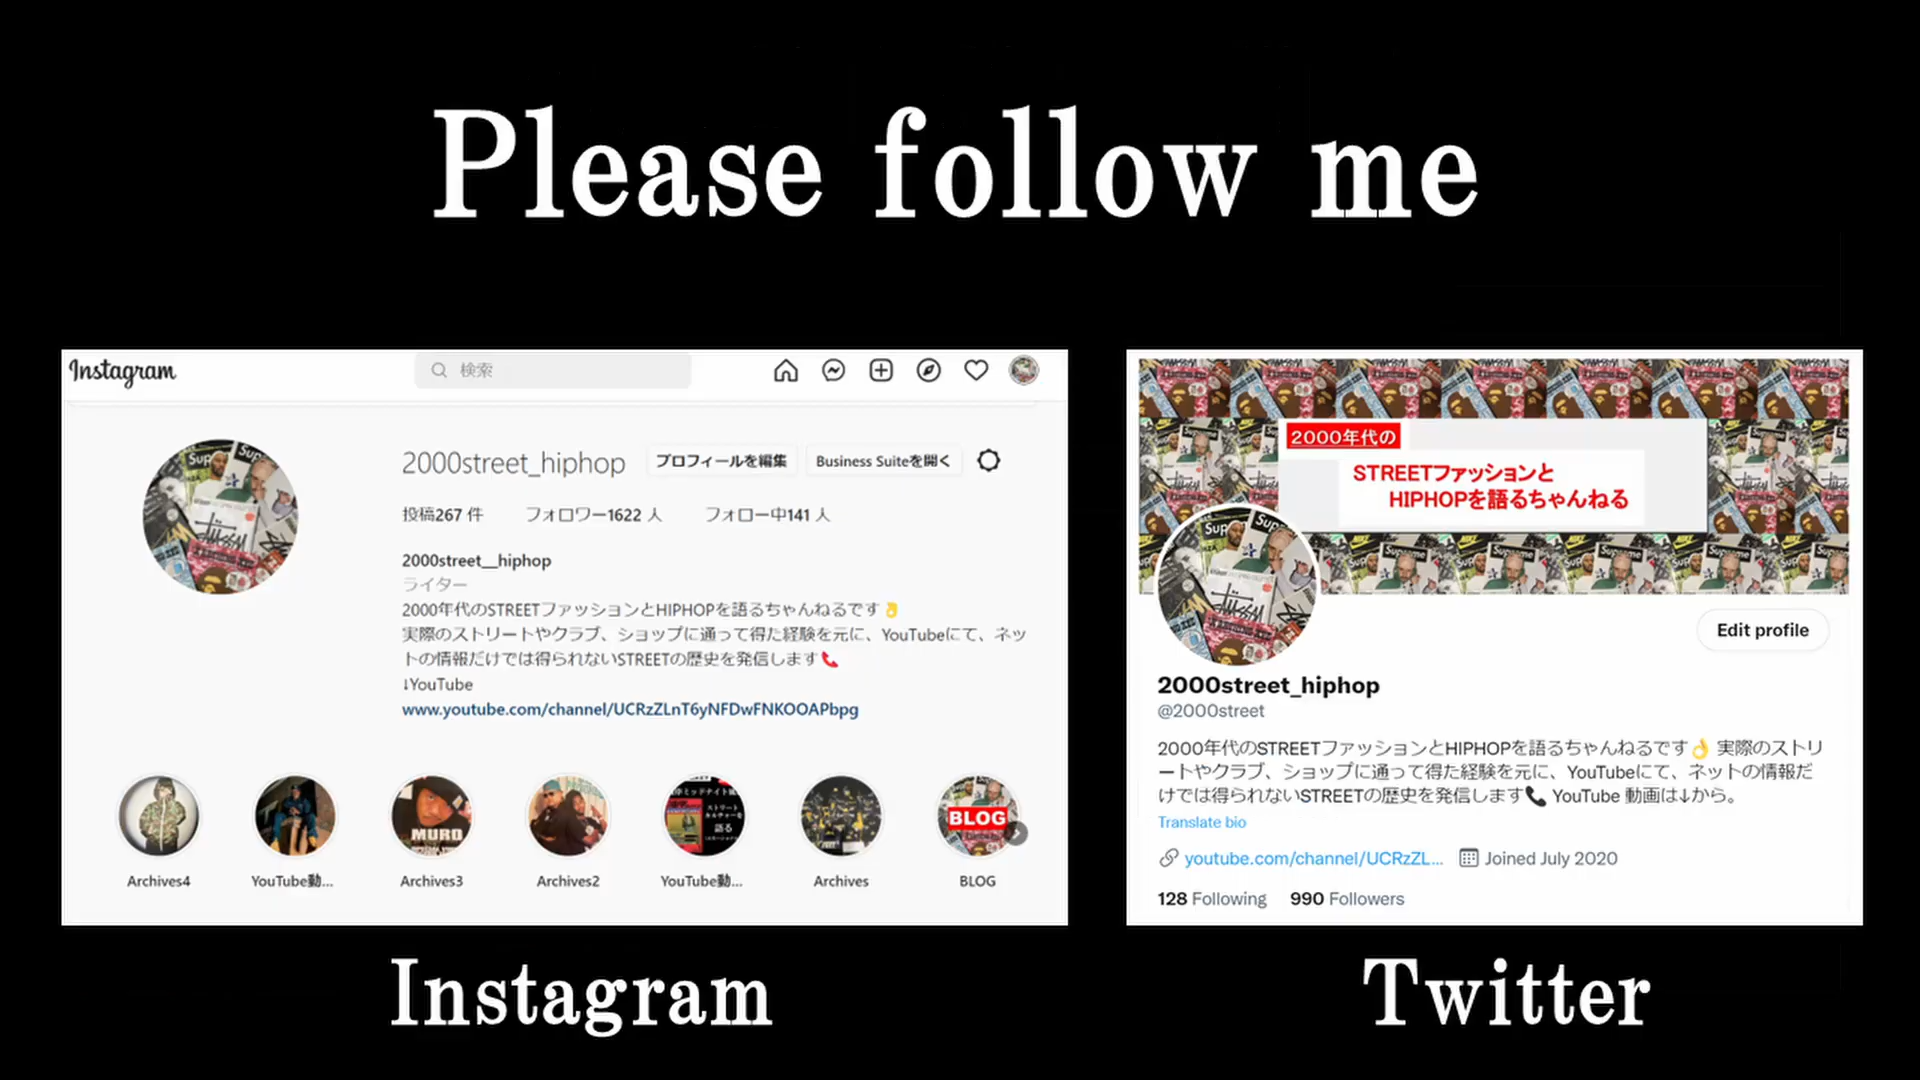 Please follow me
Instagram
検索
2000street_hiphop プロフィールを編集 Business Suiteを開く
投稿267 件 フォロワー1622 人 フォロー中141 人
2000street__hiphop
ライター
2000年代のSTREETファッションとHIPHOPを語るちゃんねるです👌
実際のストリートやクラブ、ショップに通って得た経験を元に、YouTubeにて、ネッ
トの情報だけでは得られないSTREETの歴史を発信します📞
↓YouTube
www.youtube.com/channel/UCRzZLnT6yNFDwFNKOOAPbpg
MURO
BLOG
Archives4 YouTube動... Archives3 Archives2 YouTube動... Archives BLOG
2000年代の
STREETファッションと
HIPHOPを語るちゃんねる
Edit profile
2000street_hiphop
@2000street
2000年代のSTREETファッションとHIPHOPを語るちゃんねるです👌 実際のストリ
ートやクラブ、ショップに通って得た経験を元に、YouTubeにて、ネットの情報だ
けでは得られないSTREETの歴史を発信します📞 YouTube 動画は↓から。
Translate bio
youtube.com/channel/UCRzZL... Joined July 2020
128 Following 990 Followers
Instagram
Twitter